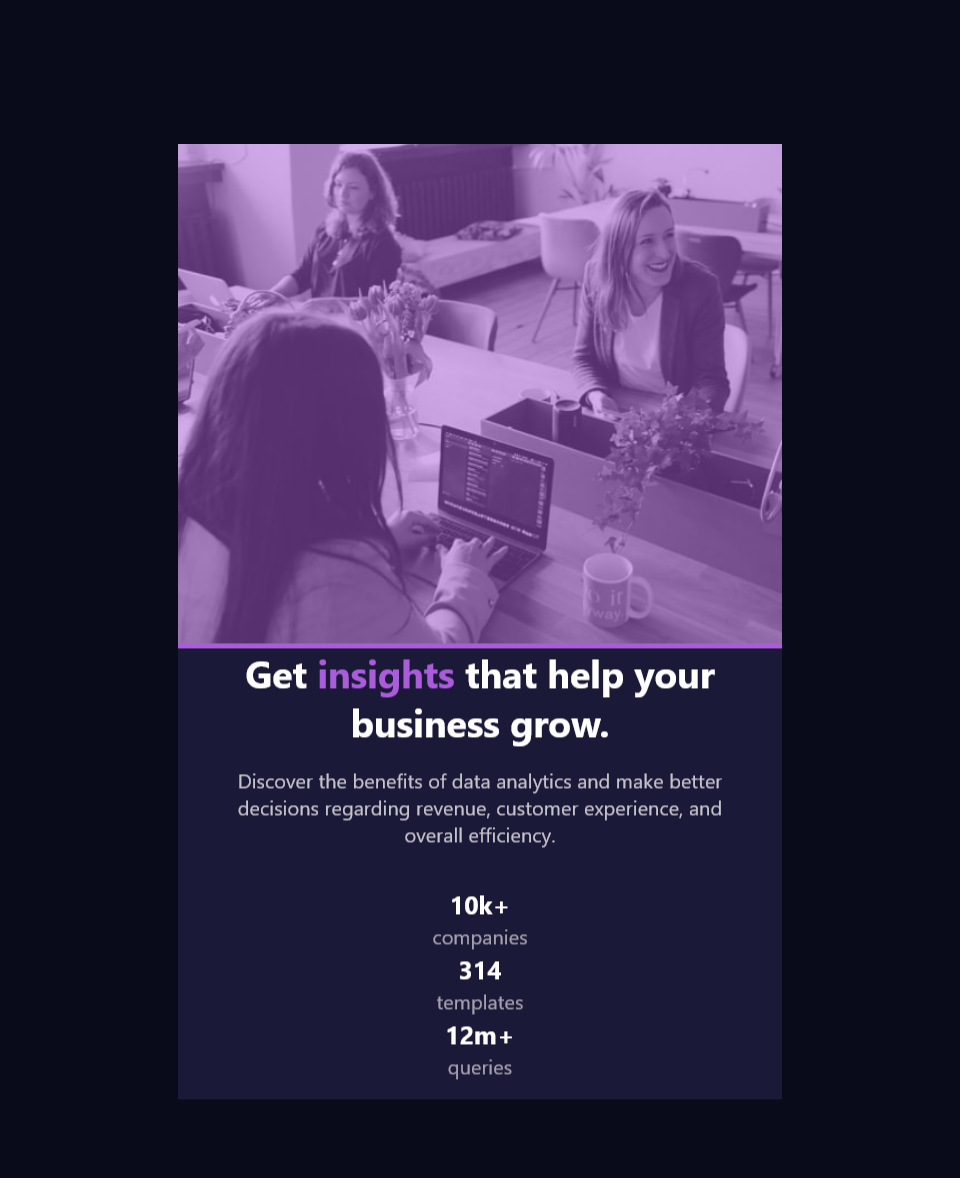 Get insights that help your
business grow.
Discover the benefits of data analytics and make better
decisions regarding revenue, customer experience, and
overall efficiency.
10k+
companies
314
templates
12m+
queries